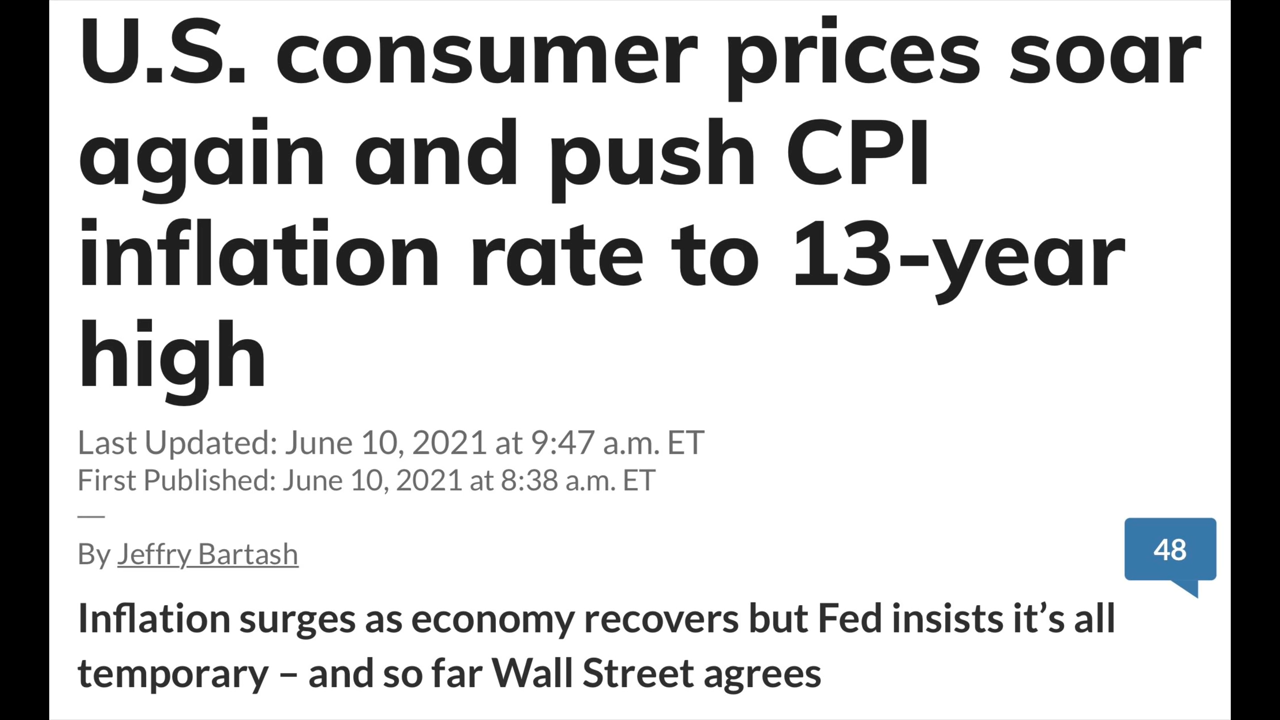 U.S. consumer prices soar
again and push CPI
inflation rate to 13-year
high
Last Updated: June 10, 2021 at 9:47 a.m. ET
First Published: June 10, 2021 at 8:38 a.m. ET
—
By Jeffry Bartash
48
Inflation surges as economy recovers but Fed insists it’s all
temporary – and so far Wall Street agrees